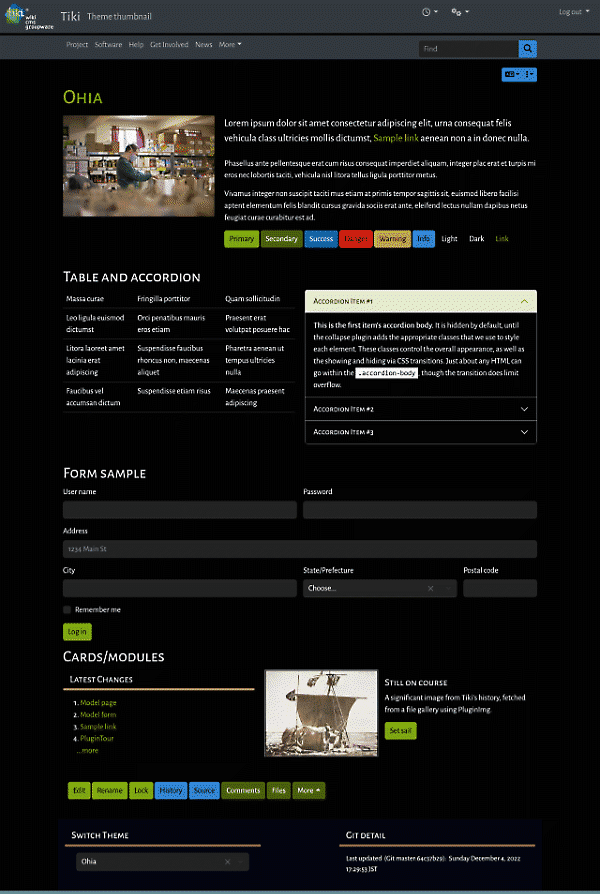 tiki wiki cms groupware
Tiki Theme thumbnail
Log out
Project Software Help Get Involved News More
Find
Ohia
Lorem ipsum dolor sit amet consectetur adipiscing elit, urna consequat felis
vehicula class ultricies mollis dictumst, Sample link aenean non a in donec nulla.
Phasellus ante pellentesque erat cum risus consequat imperdiet aliquam, integer plac erat et turpis mi
eros nec lobortis taciti, vehicula nisl litora tellus ligula porttitor metus.
Vivamus integer non suscipit taciti mus etiam at primis tempor sagittis sit, euismod libero facilisi
aptent elementum felis blandit cursus gravida sociis erat ante, eleifend lectus nullam dapibus netus
feugiat curae curabitur est ad.
Primary Secondary Success Danger Warning Info Light Dark Link
Table and accordion
Massa curae Fringilla porttitor Quam sollicitudin
Leo ligula euismod dictumst Orci penatibus mauris eros etiam Praesent erat volutpat posuere hac
Litora laoreet amet lacinia erat adipiscing Suspendisse faucibus rhoncus non, maecenas aliquet Pharetra aenean ut tempus ultricies nulla
Faucibus vel accumsan dictum Suspendisse etiam risus Maecenas praesent adipiscing
Accordion Item #1
This is the first item's accordion body. It is hidden by default, until
the collapse plugin adds the appropriate classes that we use to style
each element. These classes control the overall appearance, as well as
the showing and hiding via CSS transitions. Just about any HTML can
go within the .accordion-body though the transition does limit
overflow.
Accordion Item #2
Accordion Item #3
Form sample
User name Password
Address
1234 Main St
City State/Prefecture Postal code
Choose...
Remember me
Log in
Cards/modules
Latest Changes
1. Model page
2. Model form
3. Sample link
4. PluginTour
...more
Still on course
A significant image from Tiki's history, fetched
from a file gallery using PluginImg.
Set sail
Edit Rename Lock History Source Comments Files More
Switch Theme
Ohia
Git detail
Last updated (Git master 64c37b29): Sunday December 4, 2022
17:29:53 JST